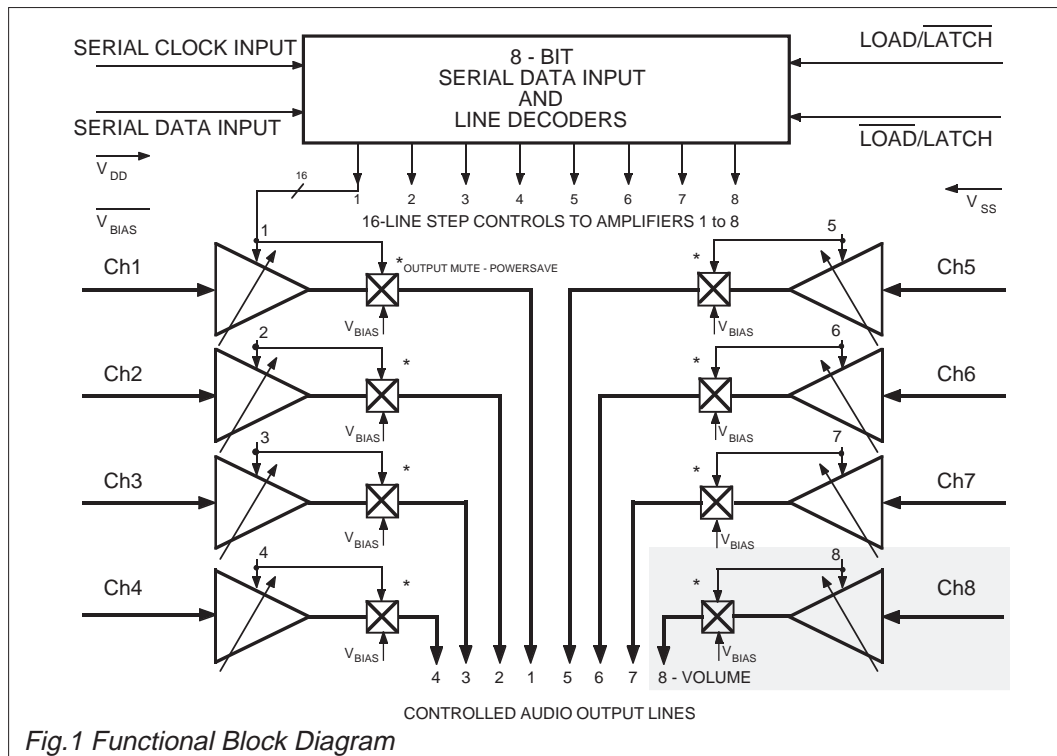 SERIAL CLOCK INPUT
SERIAL DATA INPUT
8 - BIT
SERIAL DATA INPUT
AND
LINE DECODERS
LOAD/LATCH
LOAD/LATCH
VDD
VBIAS
VSS
16
1 2 3 4 5 6 7 8
16-LINE STEP CONTROLS TO AMPLIFIERS 1 to 8
Ch1
1
*OUTPUT MUTE - POWERSAVE
VBIAS
Ch2
2
*
VBIAS
Ch3
3
*
VBIAS
Ch4
4
*
VBIAS
5
*
Ch5
VBIAS
6
*
Ch6
VBIAS
7
*
Ch7
VBIAS
8
*
Ch8
VBIAS
4 3 2 1 5 6 7 8 - VOLUME
CONTROLLED AUDIO OUTPUT LINES
Fig.1 Functional Block Diagram